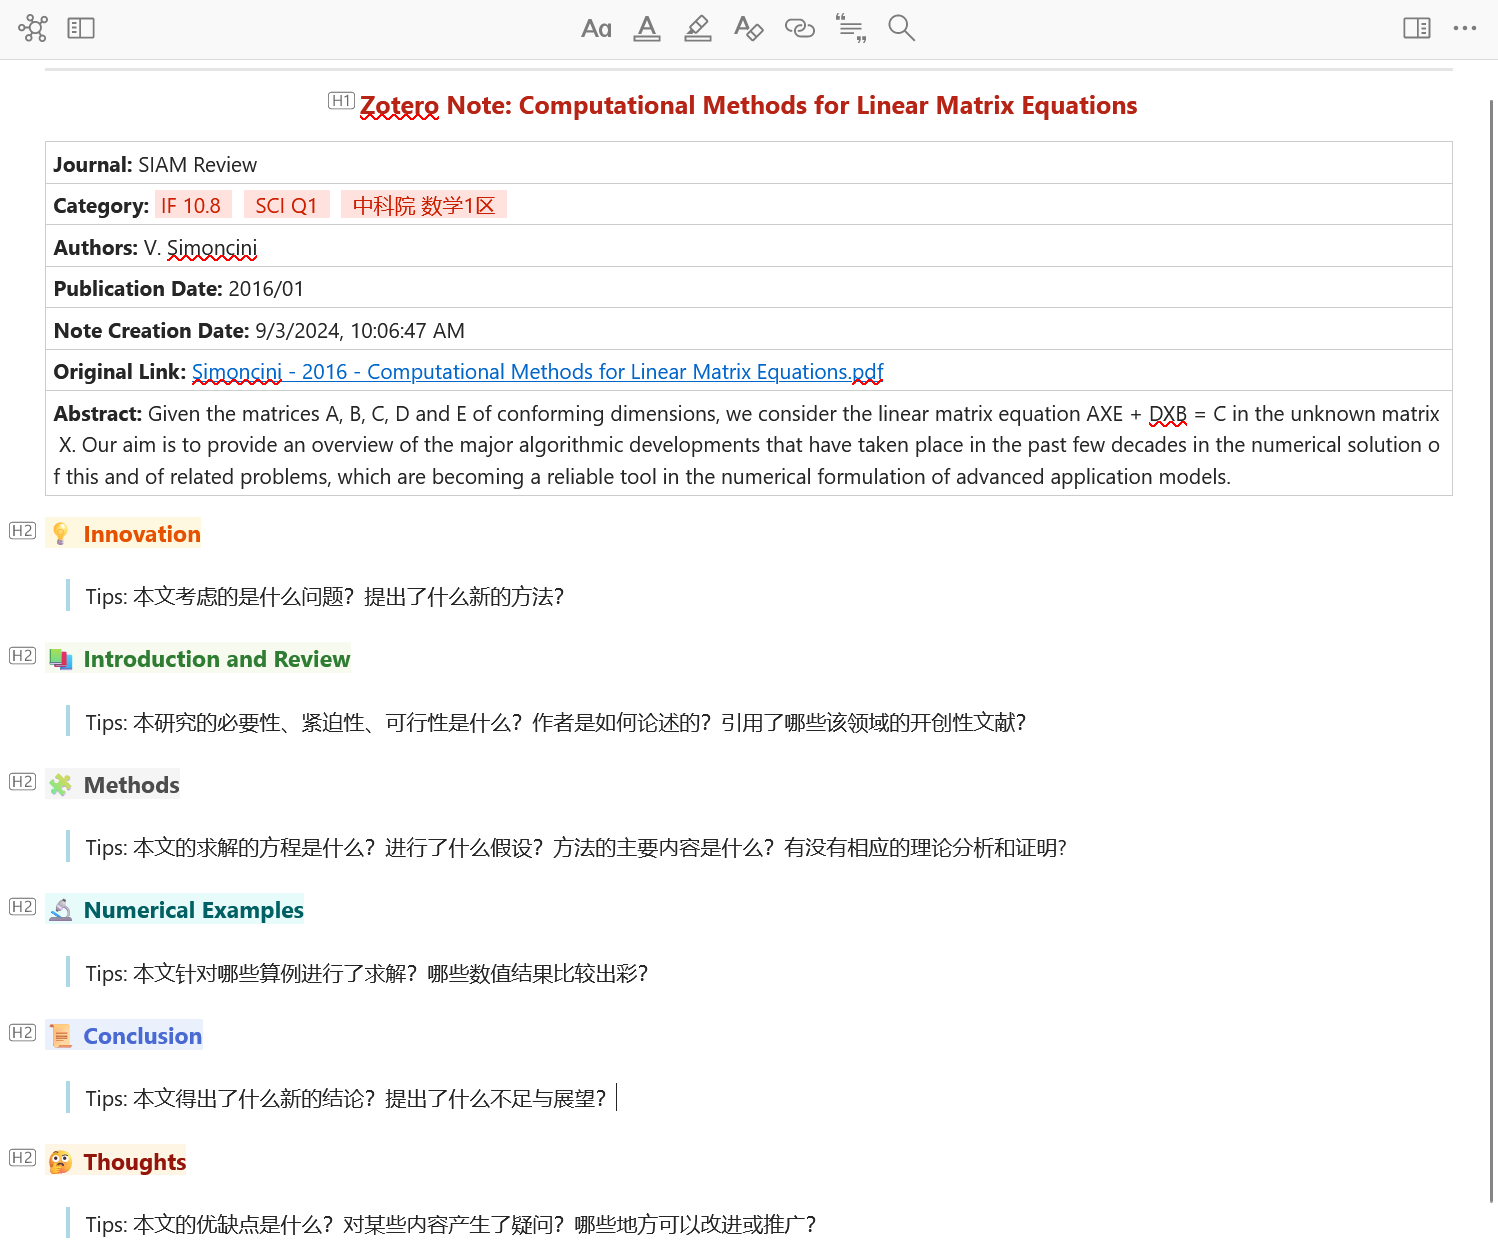 Aa A A
H1 Zotero Note: Computational Methods for Linear Matrix Equations
Journal: SIAM Review
Category: IF 10.8 SCI Q1 中科院 数学1区
Authors: V. Simoncini
Publication Date: 2016/01
Note Creation Date: 9/3/2024, 10:06:47 AM
Original Link: Simoncini - 2016 - Computational Methods for Linear Matrix Equations.pdf
Abstract: Given the matrices A, B, C, D and E of conforming dimensions, we consider the linear matrix equation AXE + DXB = C in the unknown matrix
X. Our aim is to provide an overview of the major algorithmic developments that have taken place in the past few decades in the numerical solution o
f this and of related problems, which are becoming a reliable tool in the numerical formulation of advanced application models.
H2 💡 Innovation
Tips: 本文考虑的是什么问题？提出了什么新的方法？
H2 📚 Introduction and Review
Tips: 本研究的必要性、紧迫性、可行性是什么？作者是如何论述的？引用了哪些该领域的开创性文献？
H2 🧩 Methods
Tips: 本文的求解的方程是什么？进行了什么假设？方法的主要内容是什么？有没有相应的理论分析和证明?
H2 🔬 Numerical Examples
Tips: 本文针对哪些算例进行了求解？哪些数值结果比较出彩？
H2 📜 Conclusion
Tips: 本文得出了什么新的结论？提出了什么不足与展望？
H2 🤔 Thoughts
Tips: 本文的优缺点是什么？对某些内容产生了疑问？哪些地方可以改进或推广？